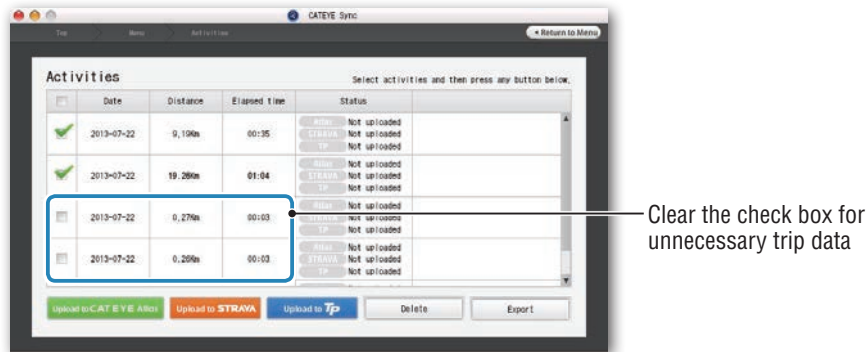 CATEYE Sync
Top Menu Activities
◂ Return to Menu
Activities
Select activities and then press any button below.
Date Distance Elapsed time Status
2013-07-22 9,19Km 00:35
Atlas Not uploaded
STRAVA Not uploaded
TP Not uploaded
2013-07-22 19.26Km 01:04
Atlas Not uploaded
STRAVA Not uploaded
TP Not uploaded
2013-07-22 0,27Km 00:03
Atlas Not uploaded
STRAVA Not uploaded
TP Not uploaded
2013-07-22 0,26Km 00:03
Atlas Not uploaded
STRAVA Not uploaded
TP Not uploaded
Clear the check box for
unnecessary trip data
Upload to CATEYE Atlas Upload to STRAVA Upload to Tp Delete Export